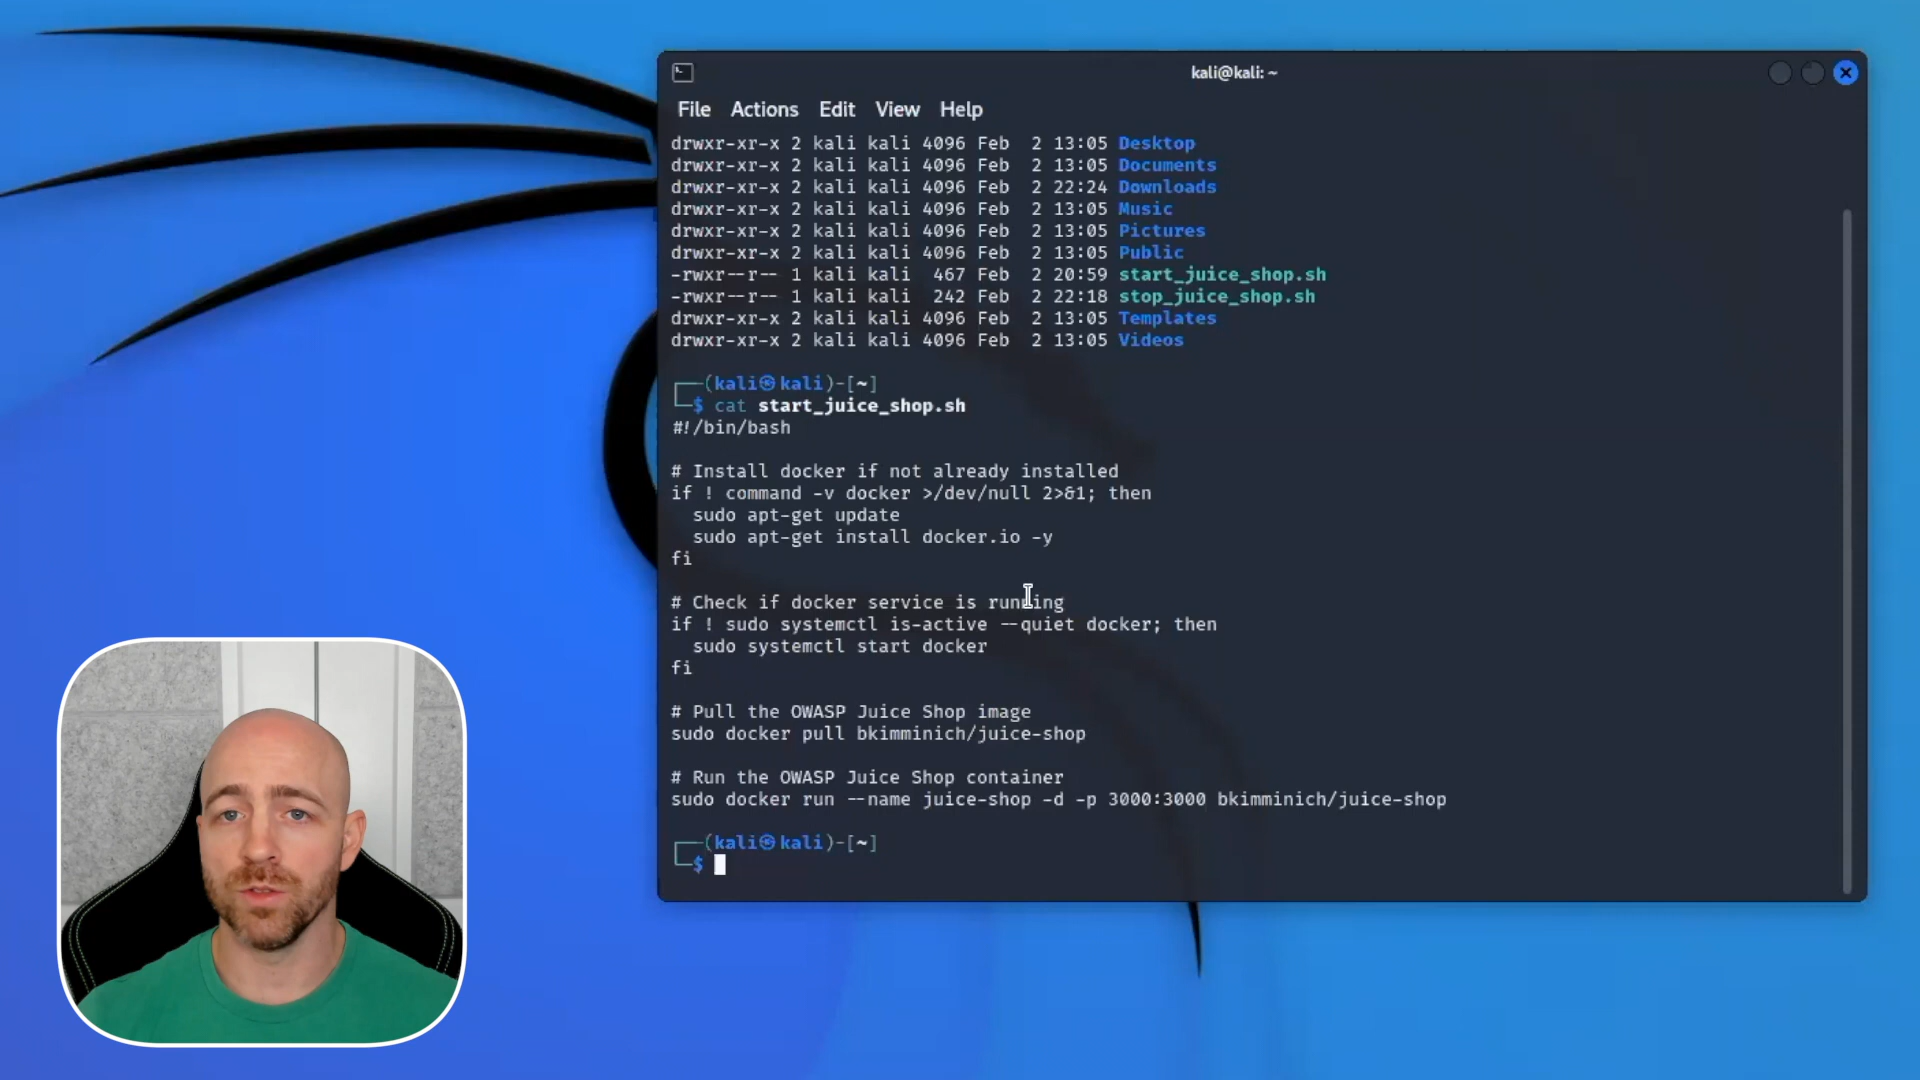 kali@kali: ~
File Actions Edit View Help
drwxr-xr-x 2 kali kali 4096 Feb  2 13:05 Desktop
drwxr-xr-x 2 kali kali 4096 Feb  2 13:05 Documents
drwxr-xr-x 2 kali kali 4096 Feb  2 22:24 Downloads
drwxr-xr-x 2 kali kali 4096 Feb  2 13:05 Music
drwxr-xr-x 2 kali kali 4096 Feb  2 13:05 Pictures
drwxr-xr-x 2 kali kali 4096 Feb  2 13:05 Public
-rwxr--r-- 1 kali kali  467 Feb  2 20:59 start_juice_shop.sh
-rwxr--r-- 1 kali kali  242 Feb  2 22:18 stop_juice_shop.sh
drwxr-xr-x 2 kali kali 4096 Feb  2 13:05 Templates
drwxr-xr-x 2 kali kali 4096 Feb  2 13:05 Videos
┌──(kali㉿kali)-[~]
└─$ cat start_juice_shop.sh
#!/bin/bash
# Install docker if not already installed
if ! command -v docker >/dev/null 2>&1; then
  sudo apt-get update
  sudo apt-get install docker.io -y
fi
# Check if docker service is running
if ! sudo systemctl is-active --quiet docker; then
  sudo systemctl start docker
fi
# Pull the OWASP Juice Shop image
sudo docker pull bkimminich/juice-shop
# Run the OWASP Juice Shop container
sudo docker run --name juice-shop -d -p 3000:3000 bkimminich/juice-shop
┌──(kali㉿kali)-[~]
└─$